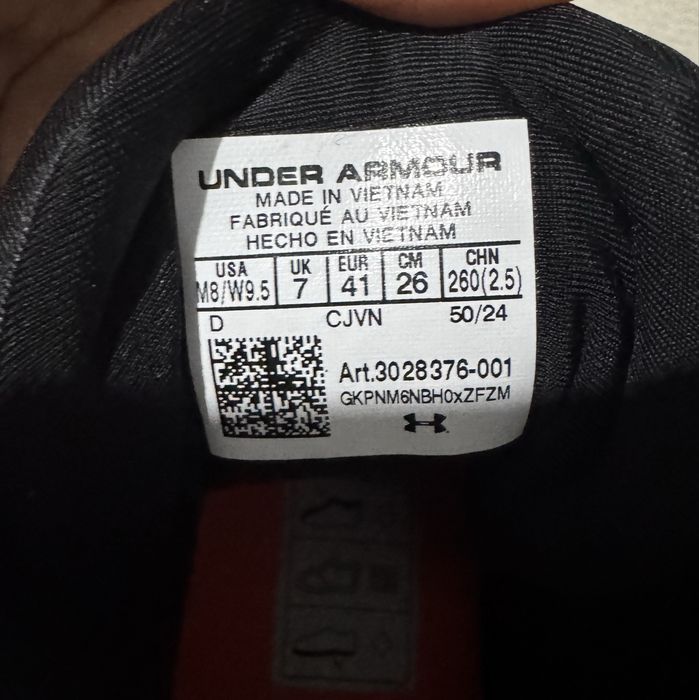 UNDER ARMOUR
MADE IN VIETNAM
FABRIQUÉ AU VIETNAM
HECHO EN VIETNAM
USA UK EUR CM CHN
M8/W9.5 7 41 26 260(2.5)
D CJVN 50/24
Art.3028376-001
GKPNM6NBH0xZFZM